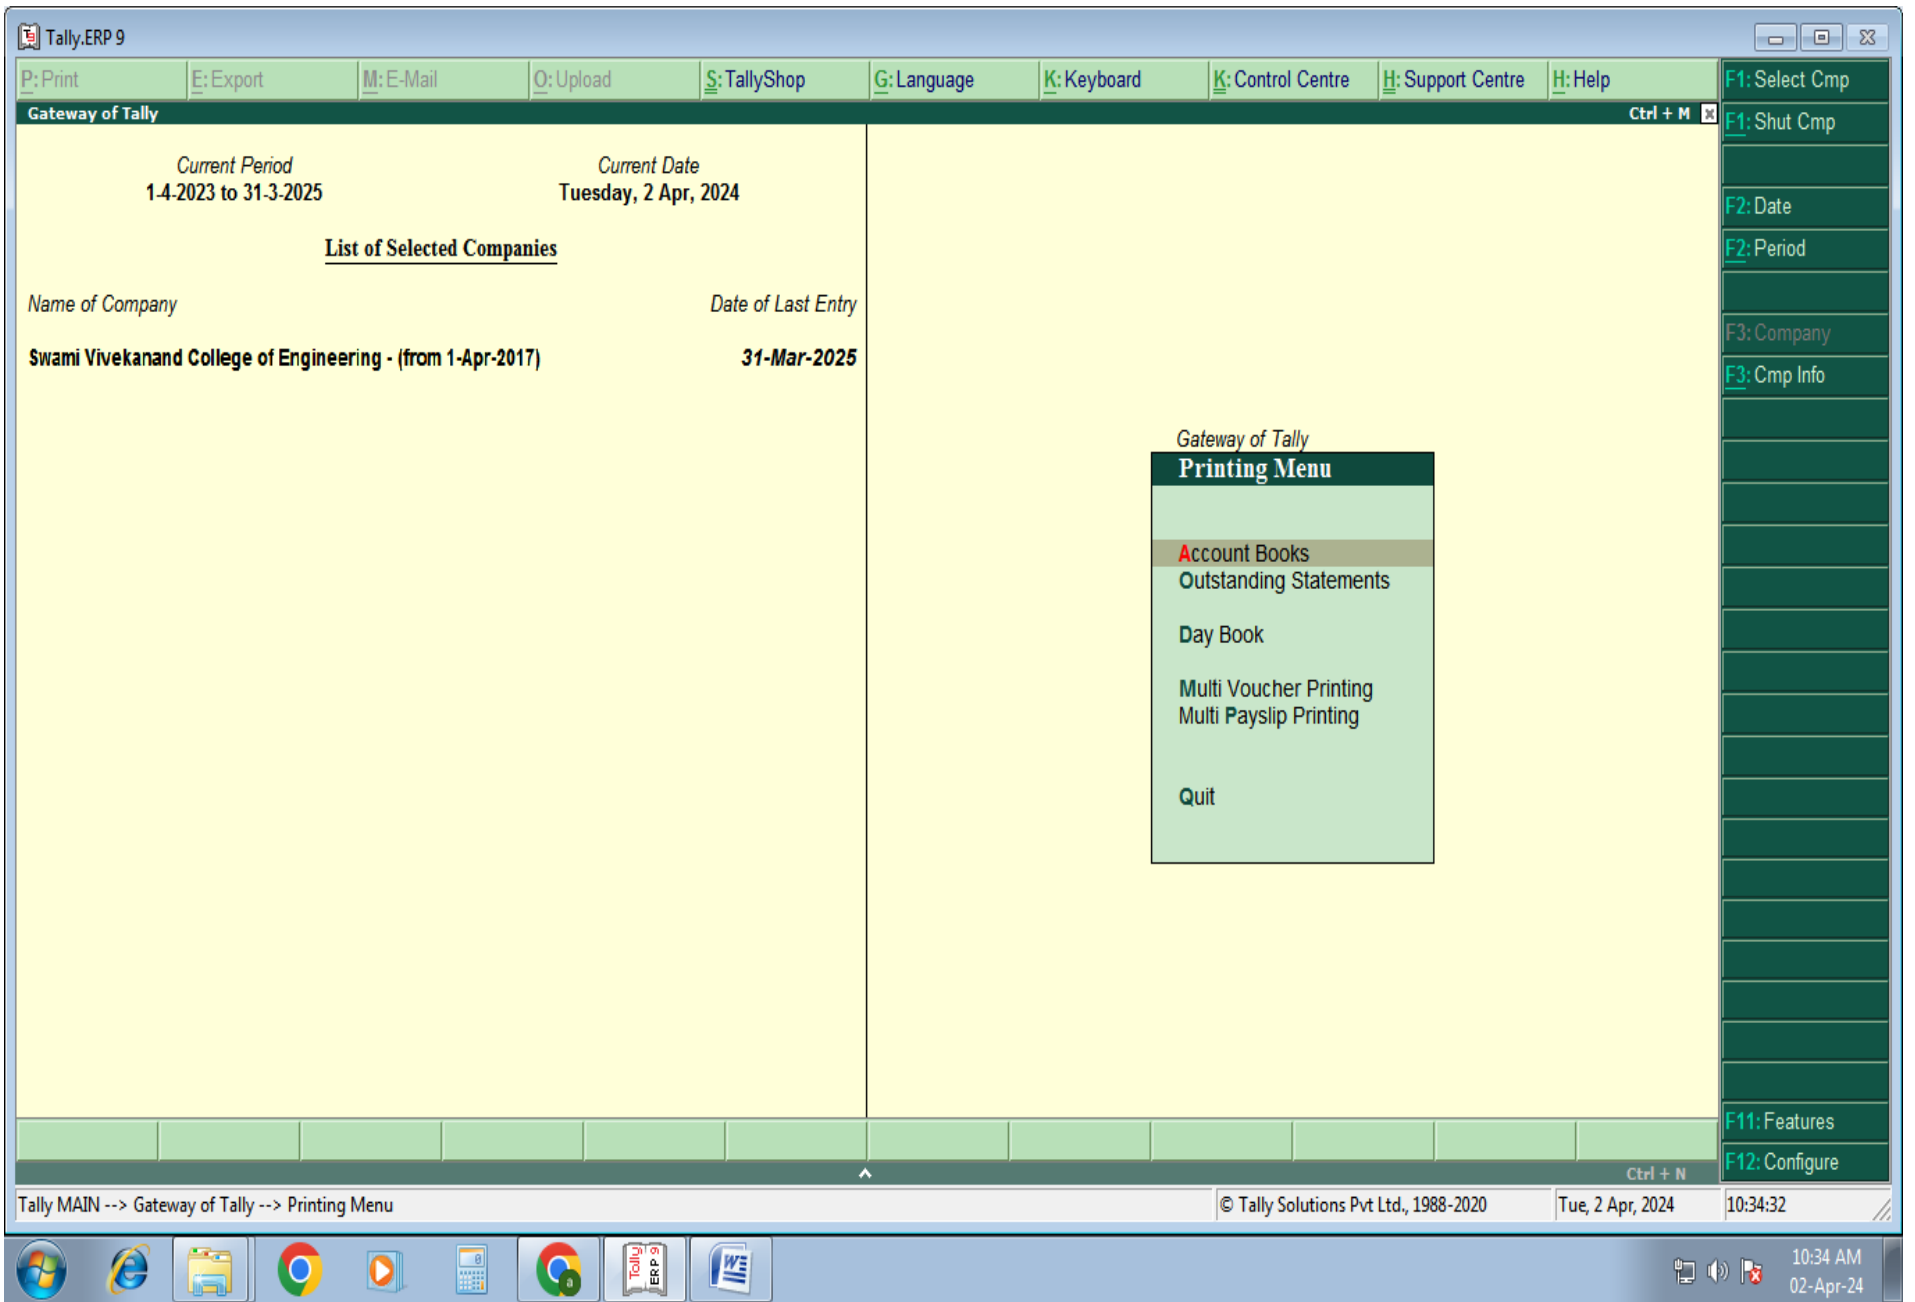 Tally.ERP 9
P: Print E: Export M: E-Mail O: Upload S: TallyShop G: Language K: Keyboard K: Control Centre H: Support Centre H: Help
Gateway of Tally Ctrl + M
Current Period Current Date
1-4-2023 to 31-3-2025 Tuesday, 2 Apr, 2024
List of Selected Companies
Name of Company Date of Last Entry
Swami Vivekanand College of Engineering - (from 1-Apr-2017) 31-Mar-2025
Gateway of Tally
Printing Menu
Account Books
Outstanding Statements
Day Book
Multi Voucher Printing
Multi Payslip Printing
Quit
F1: Select Cmp
F1: Shut Cmp
F2: Date
F2: Period
F3: Company
F3: Cmp Info
F11: Features
F12: Configure
Ctrl + N
Tally MAIN --> Gateway of Tally --> Printing Menu © Tally Solutions Pvt Ltd., 1988-2020 Tue, 2 Apr, 2024 10:34:32
Tally
ERP 9
10:34 AM
02-Apr-24